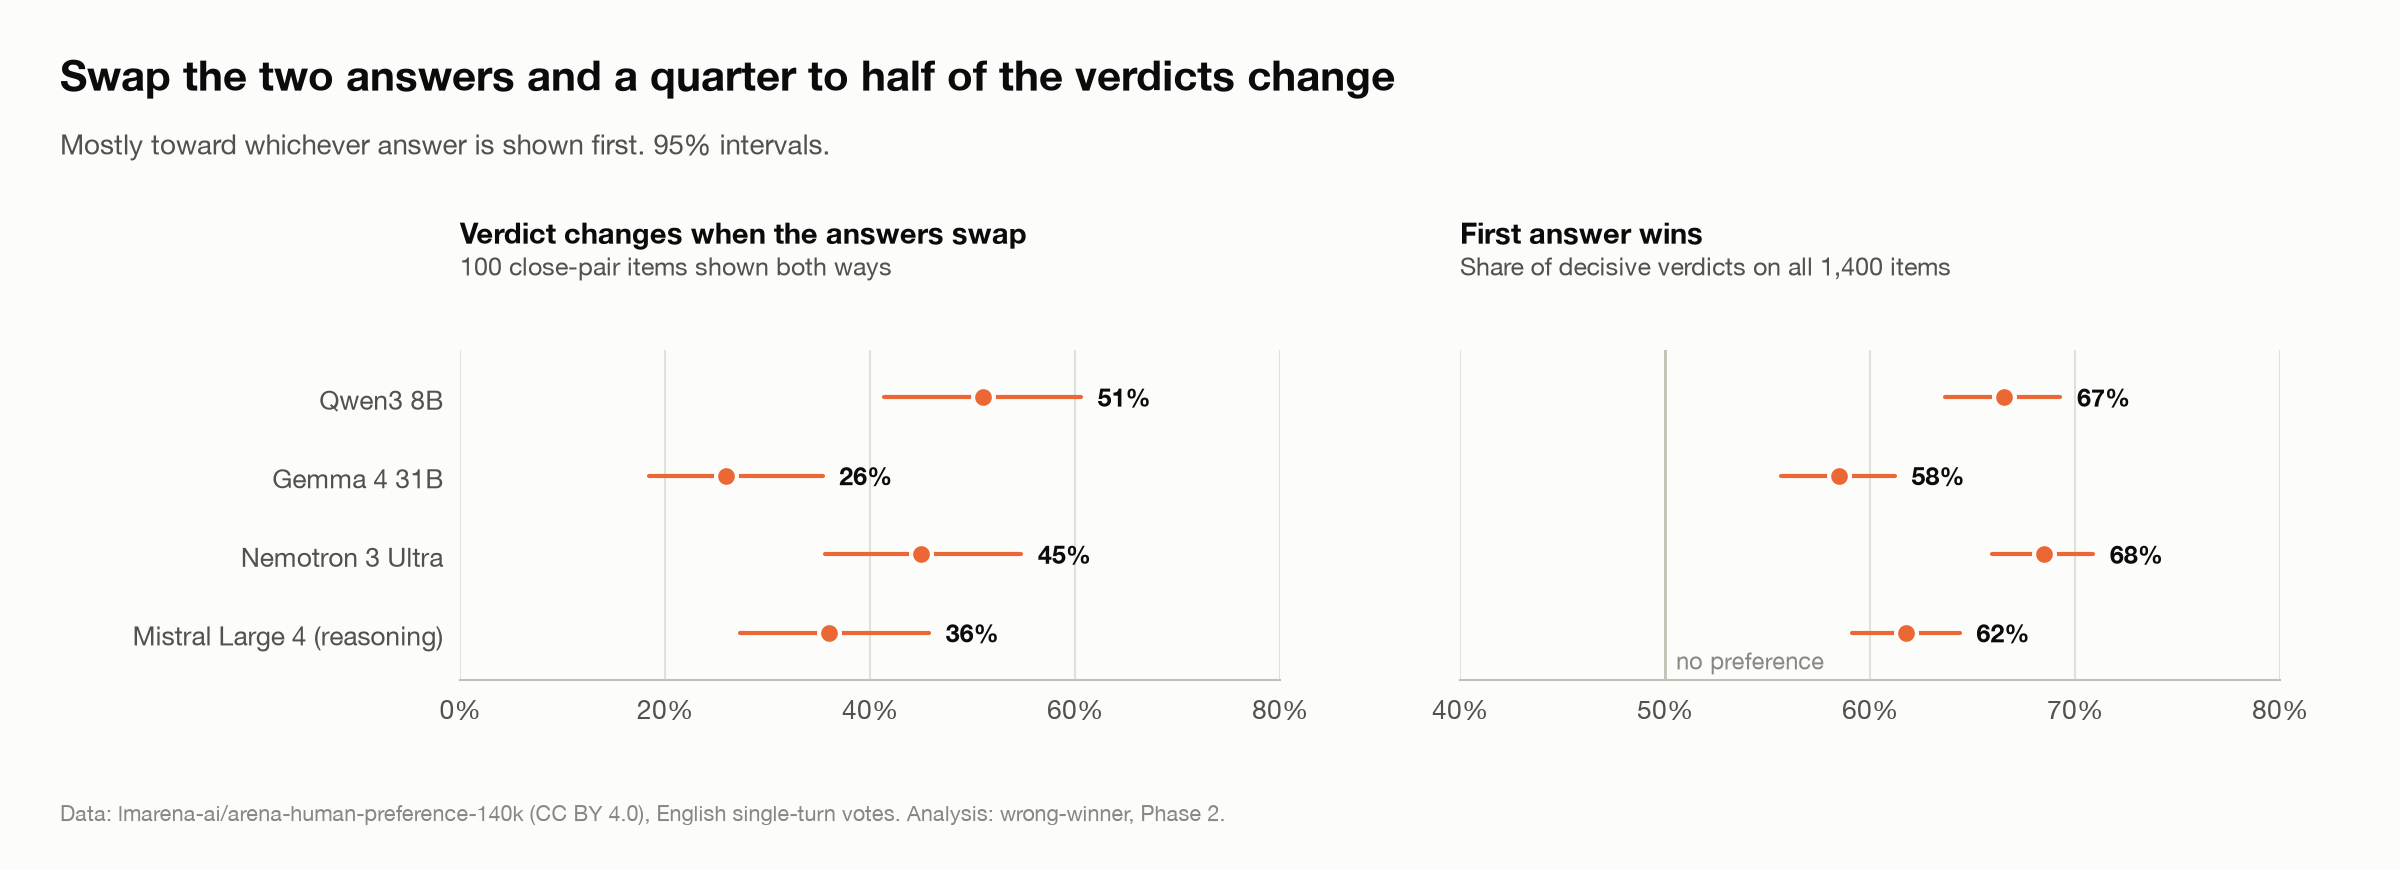 Swap the two answers and a quarter to half of the verdicts change
Mostly toward whichever answer is shown first. 95% intervals.
Verdict changes when the answers swap
100 close-pair items shown both ways
Qwen3 8B
51%
Gemma 4 31B
26%
Nemotron 3 Ultra
45%
Mistral Large 4 (reasoning)
36%
0% 20% 40% 60% 80%
First answer wins
Share of decisive verdicts on all 1,400 items
67%
58%
68%
62%
no preference
40% 50% 60% 70% 80%
Data: lmarena-ai/arena-human-preference-140k (CC BY 4.0), English single-turn votes. Analysis: wrong-winner, Phase 2.